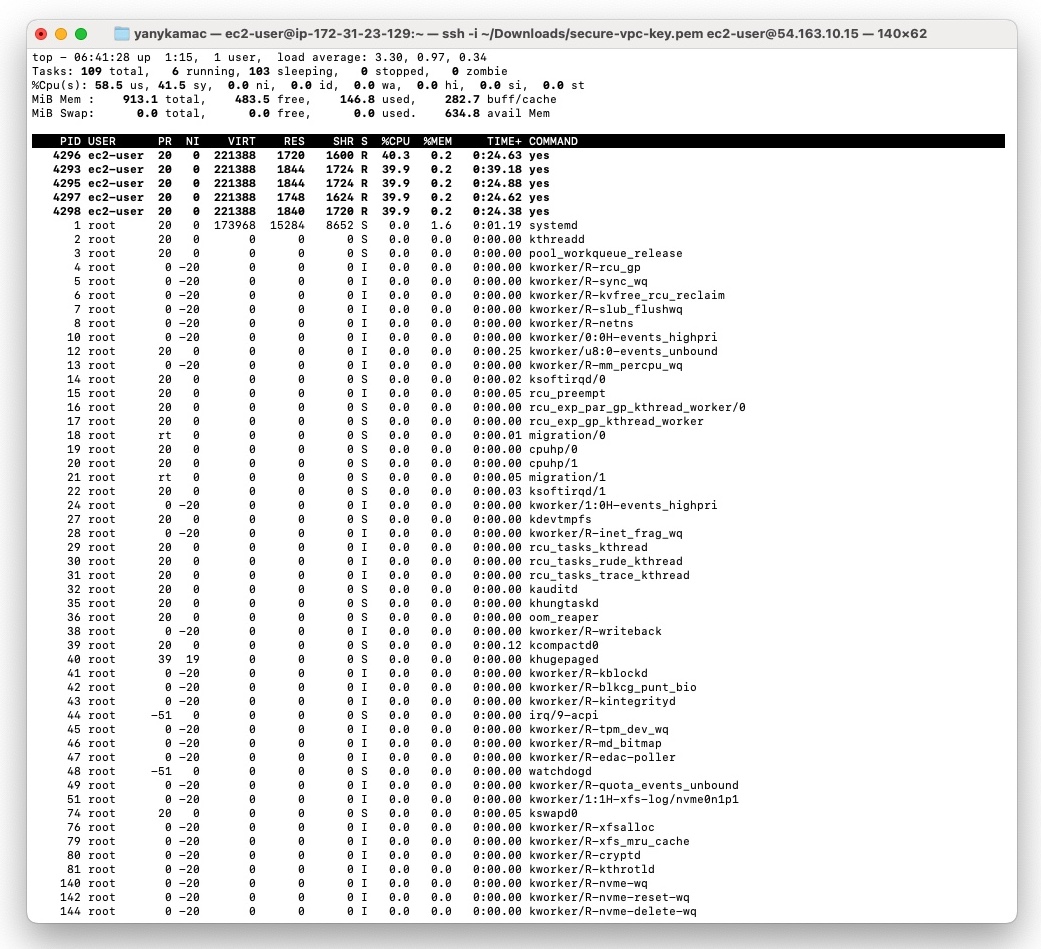 yanykamac — ec2-user@ip-172-31-23-129:~ — ssh -i ~/Downloads/secure-vpc-key.pem ec2-user@54.163.10.15 — 140×62
top - 06:41:28 up  1:15,  1 user,  load average: 3.30, 0.97, 0.34
Tasks: 109 total,   6 running, 103 sleeping,   0 stopped,   0 zombie
%Cpu(s): 58.5 us, 41.5 sy,  0.0 ni,  0.0 id,  0.0 wa,  0.0 hi,  0.0 si,  0.0 st
MiB Mem :    913.1 total,    483.5 free,    146.8 used,    282.7 buff/cache
MiB Swap:      0.0 total,      0.0 free,      0.0 used.    634.8 avail Mem
PID USER      PR  NI    VIRT    RES    SHR S  %CPU  %MEM     TIME+ COMMAND
4296 ec2-user  20   0  221388   1720   1600 R  40.3   0.2   0:24.63 yes
4293 ec2-user  20   0  221388   1844   1724 R  39.9   0.2   0:39.18 yes
4295 ec2-user  20   0  221388   1844   1724 R  39.9   0.2   0:24.88 yes
4297 ec2-user  20   0  221388   1748   1624 R  39.9   0.2   0:24.62 yes
4298 ec2-user  20   0  221388   1840   1720 R  39.9   0.2   0:24.38 yes
1 root      20   0  173968  15284   8652 S   0.0   1.6   0:01.19 systemd
2 root      20   0       0      0      0 S   0.0   0.0   0:00.00 kthreadd
3 root      20   0       0      0      0 S   0.0   0.0   0:00.00 pool_workqueue_release
4 root       0 -20       0      0      0 I   0.0   0.0   0:00.00 kworker/R-rcu_gp
5 root       0 -20       0      0      0 I   0.0   0.0   0:00.00 kworker/R-sync_wq
6 root       0 -20       0      0      0 I   0.0   0.0   0:00.00 kworker/R-kvfree_rcu_reclaim
7 root       0 -20       0      0      0 I   0.0   0.0   0:00.00 kworker/R-slub_flushwq
8 root       0 -20       0      0      0 I   0.0   0.0   0:00.00 kworker/R-netns
10 root       0 -20       0      0      0 I   0.0   0.0   0:00.00 kworker/0:0H-events_highpri
12 root      20   0       0      0      0 I   0.0   0.0   0:00.25 kworker/u8:0-events_unbound
13 root       0 -20       0      0      0 I   0.0   0.0   0:00.00 kworker/R-mm_percpu_wq
14 root      20   0       0      0      0 S   0.0   0.0   0:00.02 ksoftirqd/0
15 root      20   0       0      0      0 I   0.0   0.0   0:00.05 rcu_preempt
16 root      20   0       0      0      0 S   0.0   0.0   0:00.00 rcu_exp_par_gp_kthread_worker/0
17 root      20   0       0      0      0 S   0.0   0.0   0:00.00 rcu_exp_gp_kthread_worker
18 root      rt   0       0      0      0 S   0.0   0.0   0:00.01 migration/0
19 root      20   0       0      0      0 S   0.0   0.0   0:00.00 cpuhp/0
20 root      20   0       0      0      0 S   0.0   0.0   0:00.00 cpuhp/1
21 root      rt   0       0      0      0 S   0.0   0.0   0:00.05 migration/1
22 root      20   0       0      0      0 S   0.0   0.0   0:00.03 ksoftirqd/1
24 root       0 -20       0      0      0 I   0.0   0.0   0:00.00 kworker/1:0H-events_highpri
27 root      20   0       0      0      0 S   0.0   0.0   0:00.00 kdevtmpfs
28 root       0 -20       0      0      0 I   0.0   0.0   0:00.00 kworker/R-inet_frag_wq
29 root      20   0       0      0      0 I   0.0   0.0   0:00.00 rcu_tasks_kthread
30 root      20   0       0      0      0 I   0.0   0.0   0:00.00 rcu_tasks_rude_kthread
31 root      20   0       0      0      0 I   0.0   0.0   0:00.00 rcu_tasks_trace_kthread
32 root      20   0       0      0      0 S   0.0   0.0   0:00.00 kauditd
35 root      20   0       0      0      0 S   0.0   0.0   0:00.00 khungtaskd
36 root      20   0       0      0      0 S   0.0   0.0   0:00.00 oom_reaper
38 root       0 -20       0      0      0 I   0.0   0.0   0:00.00 kworker/R-writeback
39 root      20   0       0      0      0 S   0.0   0.0   0:00.12 kcompactd0
40 root      39  19       0      0      0 S   0.0   0.0   0:00.00 khugepaged
41 root       0 -20       0      0      0 I   0.0   0.0   0:00.00 kworker/R-kblockd
42 root       0 -20       0      0      0 I   0.0   0.0   0:00.00 kworker/R-blkcg_punt_bio
43 root       0 -20       0      0      0 I   0.0   0.0   0:00.00 kworker/R-kintegrityd
44 root     -51   0       0      0      0 S   0.0   0.0   0:00.00 irq/9-acpi
45 root       0 -20       0      0      0 I   0.0   0.0   0:00.00 kworker/R-tpm_dev_wq
46 root       0 -20       0      0      0 I   0.0   0.0   0:00.00 kworker/R-md_bitmap
47 root       0 -20       0      0      0 I   0.0   0.0   0:00.00 kworker/R-edac-poller
48 root     -51   0       0      0      0 S   0.0   0.0   0:00.00 watchdogd
49 root       0 -20       0      0      0 I   0.0   0.0   0:00.00 kworker/R-quota_events_unbound
51 root       0 -20       0      0      0 I   0.0   0.0   0:00.00 kworker/1:1H-xfs-log/nvme0n1p1
74 root      20   0       0      0      0 S   0.0   0.0   0:00.05 kswapd0
76 root       0 -20       0      0      0 I   0.0   0.0   0:00.00 kworker/R-xfsalloc
79 root       0 -20       0      0      0 I   0.0   0.0   0:00.00 kworker/R-xfs_mru_cache
80 root       0 -20       0      0      0 I   0.0   0.0   0:00.00 kworker/R-cryptd
81 root       0 -20       0      0      0 I   0.0   0.0   0:00.00 kworker/R-kthrotld
140 root       0 -20       0      0      0 I   0.0   0.0   0:00.00 kworker/R-nvme-wq
142 root       0 -20       0      0      0 I   0.0   0.0   0:00.00 kworker/R-nvme-reset-wq
144 root       0 -20       0      0      0 I   0.0   0.0   0:00.00 kworker/R-nvme-delete-wq